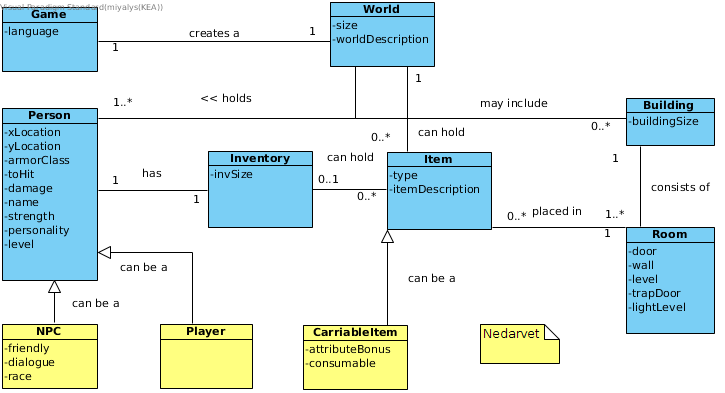 Visual Paradigm Standard(miyalys(KEA))
Game
-language
creates a
1
1
World
-size
-worldDescription
1
1..*
<< holds
may include
0..*
Building
-buildingSize
0..*
can hold
Person
-xLocation
-yLocation
-armorClass
-toHit
-damage
-name
-strength
-personality
-level
1
has
1
Inventory
-invSize
can hold
0..1
0..*
Item
-type
-itemDescription
1
consists of
1..*
0..*
placed in
1
Room
-door
-wall
-level
-trapDoor
-lightLevel
can be a
can be a
can be a
NPC
-friendly
-dialogue
-race
Player
CarriableItem
-attributeBonus
-consumable
Nedarvet